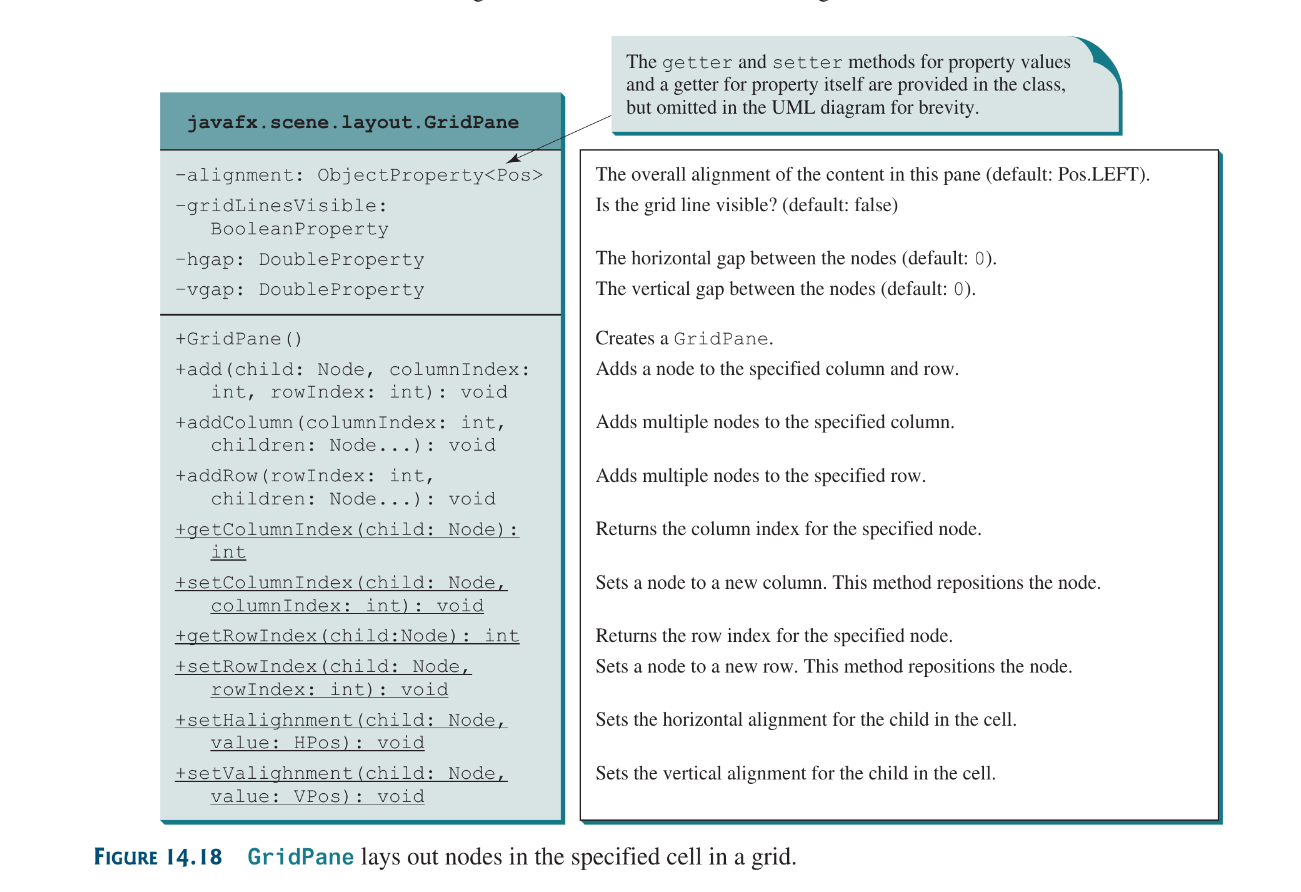 The getter and setter methods for property values
and a getter for property itself are provided in the class,
but omitted in the UML diagram for brevity.
javafx.scene.layout.GridPane
-alignment: ObjectProperty<Pos>
The overall alignment of the content in this pane (default: Pos.LEFT).
-gridLinesVisible:
BooleanProperty
Is the grid line visible? (default: false)
-hgap: DoubleProperty
The horizontal gap between the nodes (default: 0).
-vgap: DoubleProperty
The vertical gap between the nodes (default: 0).
+GridPane()
Creates a GridPane.
+add(child: Node, columnIndex:
int, rowIndex: int): void
Adds a node to the specified column and row.
+addColumn(columnIndex: int,
children: Node...): void
Adds multiple nodes to the specified column.
+addRow(rowIndex: int,
children: Node...): void
Adds multiple nodes to the specified row.
+getColumnIndex(child: Node):
int
Returns the column index for the specified node.
+setColumnIndex(child: Node,
columnIndex: int): void
Sets a node to a new column. This method repositions the node.
+getRowIndex(child:Node): int
Returns the row index for the specified node.
+setRowIndex(child: Node,
rowIndex: int): void
Sets a node to a new row. This method repositions the node.
+setHalighnment(child: Node,
value: HPos): void
Sets the horizontal alignment for the child in the cell.
+setValighnment(child: Node,
value: VPos): void
Sets the vertical alignment for the child in the cell.
FIGURE 14.18 GridPane lays out nodes in the specified cell in a grid.